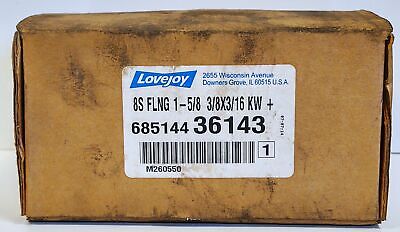 Lovejoy
2655 Wisconsin Avenue
Downers Grove, IL 60515 U.S.A.
8S FLNG 1-5/8 3/8X3/16 KW +
685144 36143
1
M260550